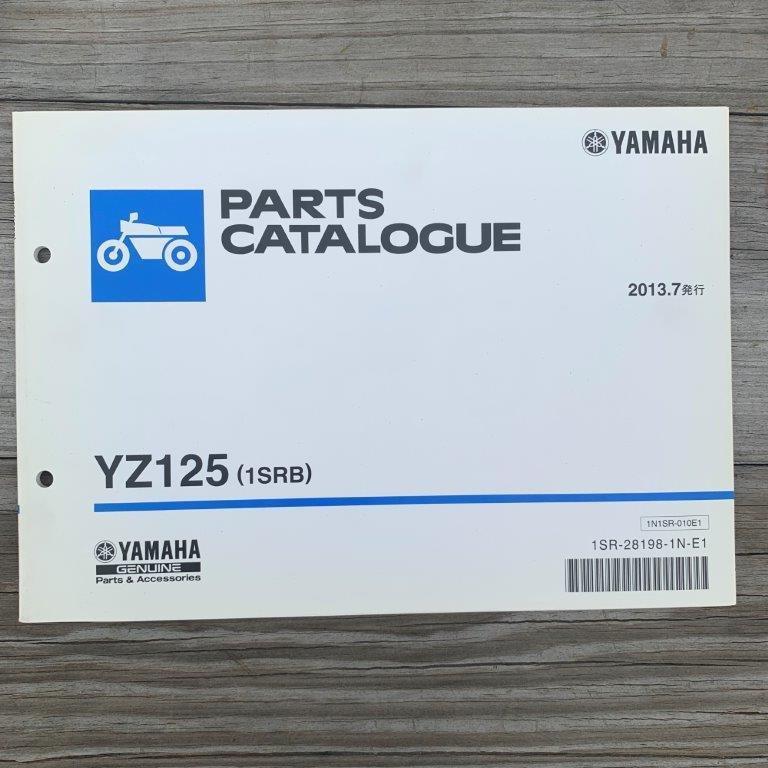 YAMAHA
PARTS
CATALOGUE
2013.7発行
YZ125 (1SRB)
1N1SR-010E1
1SR-28198-1N-E1
YAMAHA
GENUINE
Parts & Accessories